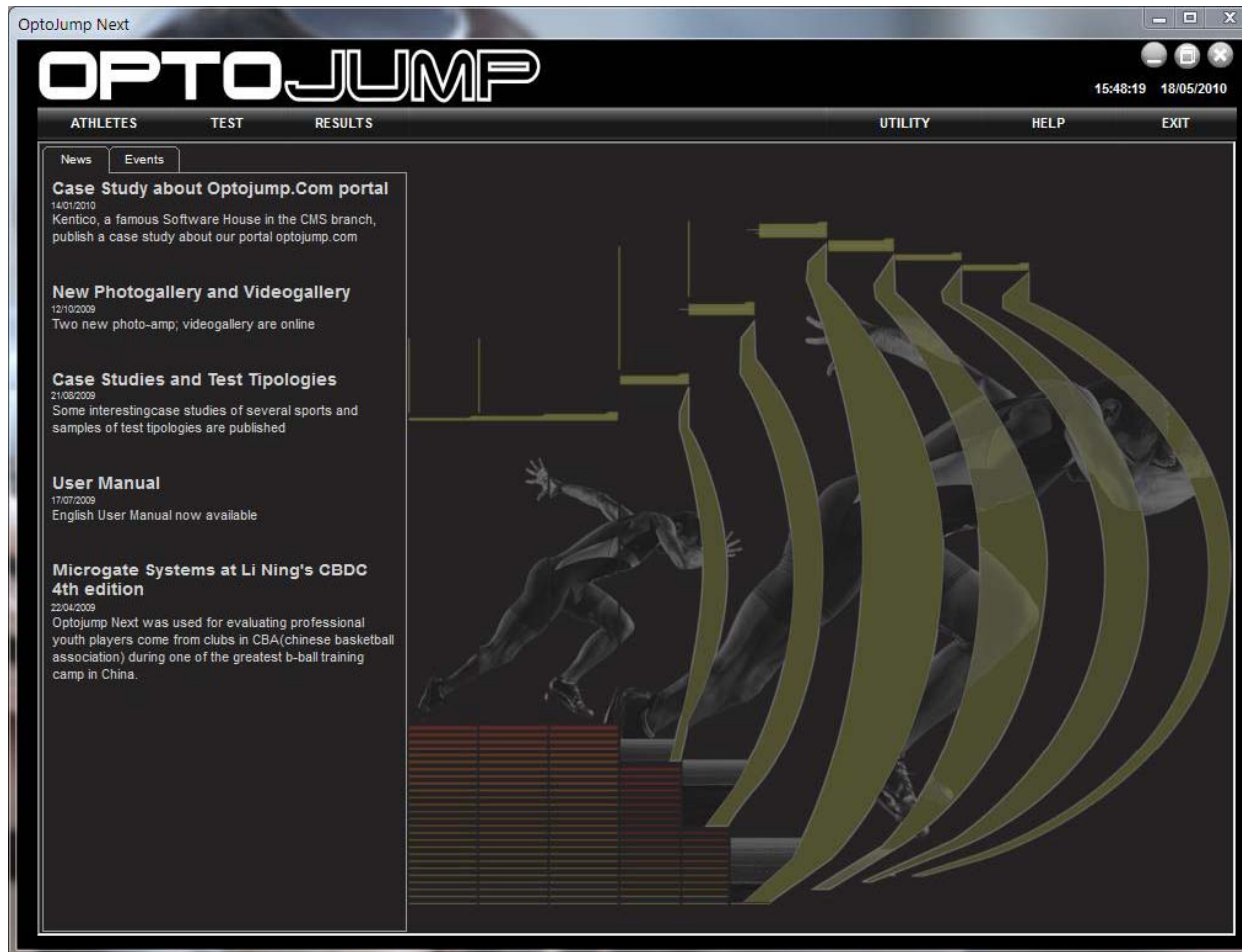 OptoJump Next
OPTOJUMP
15:48:19 18/05/2010
ATHLETES TEST RESULTS UTILITY HELP EXIT
News Events
Case Study about Optojump.Com portal
14/01/2010
Kentico, a famous Software House in the CMS branch,
publish a case study about our portal optojump.com
New Photogallery and Videogallery
12/10/2009
Two new photo-amp; videogallery are online
Case Studies and Test Tipologies
21/08/2009
Some interestingcase studies of several sports and
samples of test tipologies are published
User Manual
17/07/2009
English User Manual now available
Microgate Systems at Li Ning's CBDC
4th edition
22/04/2009
Optojump Next was used for evaluating professional
youth players come from clubs in CBA(chinese basketball
association) during one of the greatest b-ball training
camp in China.